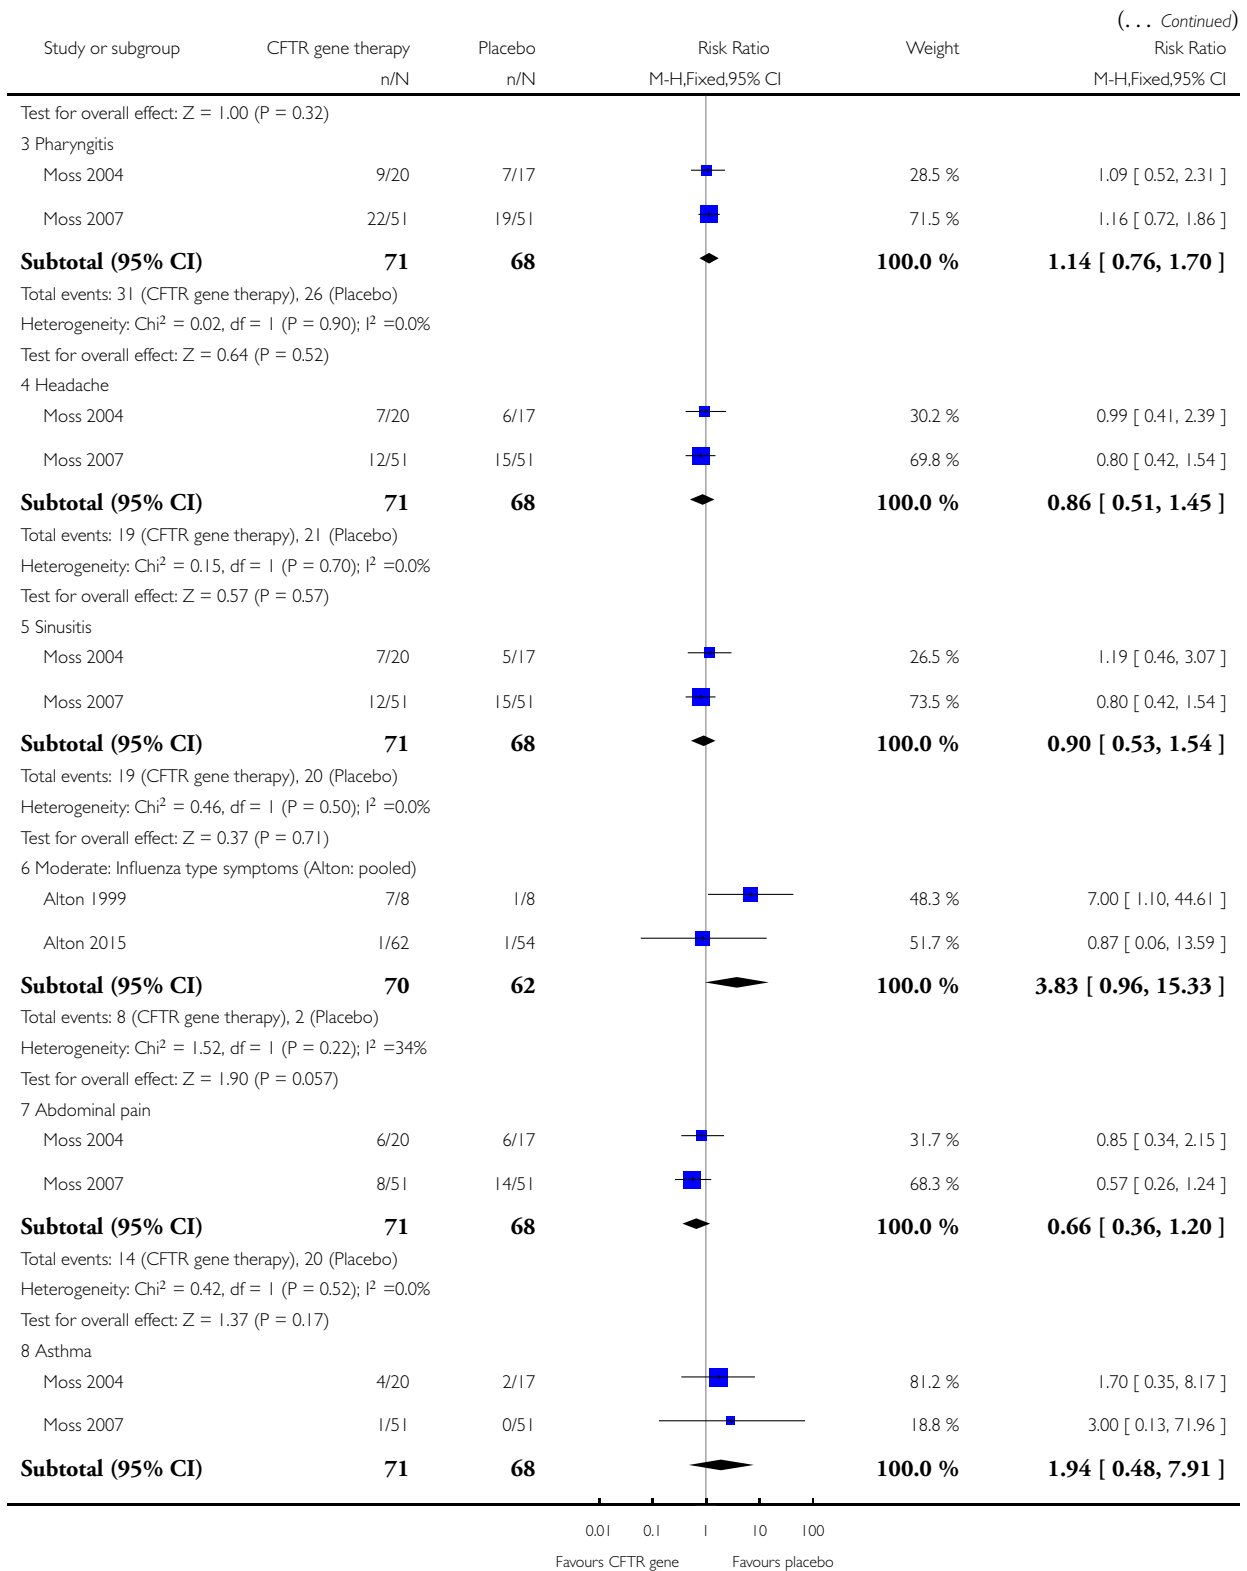 (... Continued)
Study or subgroup CFTR gene therapy Placebo Risk Ratio Weight Risk Ratio
n/N n/N M-H,Fixed,95% CI M-H,Fixed,95% CI
Test for overall effect: Z = 1.00 (P = 0.32)
3 Pharyngitis
Moss 2004 9/20 7/17 28.5 % 1.09 [ 0.52, 2.31 ]
Moss 2007 22/51 19/51 71.5 % 1.16 [ 0.72, 1.86 ]
Subtotal (95% CI) 71 68 100.0 % 1.14 [ 0.76, 1.70 ]
Total events: 31 (CFTR gene therapy), 26 (Placebo)
Heterogeneity: Chi² = 0.02, df = 1 (P = 0.90); I² =0.0%
Test for overall effect: Z = 0.64 (P = 0.52)
4 Headache
Moss 2004 7/20 6/17 30.2 % 0.99 [ 0.41, 2.39 ]
Moss 2007 12/51 15/51 69.8 % 0.80 [ 0.42, 1.54 ]
Subtotal (95% CI) 71 68 100.0 % 0.86 [ 0.51, 1.45 ]
Total events: 19 (CFTR gene therapy), 21 (Placebo)
Heterogeneity: Chi² = 0.15, df = 1 (P = 0.70); I² =0.0%
Test for overall effect: Z = 0.57 (P = 0.57)
5 Sinusitis
Moss 2004 7/20 5/17 26.5 % 1.19 [ 0.46, 3.07 ]
Moss 2007 12/51 15/51 73.5 % 0.80 [ 0.42, 1.54 ]
Subtotal (95% CI) 71 68 100.0 % 0.90 [ 0.53, 1.54 ]
Total events: 19 (CFTR gene therapy), 20 (Placebo)
Heterogeneity: Chi² = 0.46, df = 1 (P = 0.50); I² =0.0%
Test for overall effect: Z = 0.37 (P = 0.71)
6 Moderate: Influenza type symptoms (Alton: pooled)
Alton 1999 7/8 1/8 48.3 % 7.00 [ 1.10, 44.61 ]
Alton 2015 1/62 1/54 51.7 % 0.87 [ 0.06, 13.59 ]
Subtotal (95% CI) 70 62 100.0 % 3.83 [ 0.96, 15.33 ]
Total events: 8 (CFTR gene therapy), 2 (Placebo)
Heterogeneity: Chi² = 1.52, df = 1 (P = 0.22); I² =34%
Test for overall effect: Z = 1.90 (P = 0.057)
7 Abdominal pain
Moss 2004 6/20 6/17 31.7 % 0.85 [ 0.34, 2.15 ]
Moss 2007 8/51 14/51 68.3 % 0.57 [ 0.26, 1.24 ]
Subtotal (95% CI) 71 68 100.0 % 0.66 [ 0.36, 1.20 ]
Total events: 14 (CFTR gene therapy), 20 (Placebo)
Heterogeneity: Chi² = 0.42, df = 1 (P = 0.52); I² =0.0%
Test for overall effect: Z = 1.37 (P = 0.17)
8 Asthma
Moss 2004 4/20 2/17 81.2 % 1.70 [ 0.35, 8.17 ]
Moss 2007 1/51 0/51 18.8 % 3.00 [ 0.13, 71.96 ]
Subtotal (95% CI) 71 68 100.0 % 1.94 [ 0.48, 7.91 ]
0.01 0.1 1 10 100
Favours CFTR gene Favours placebo